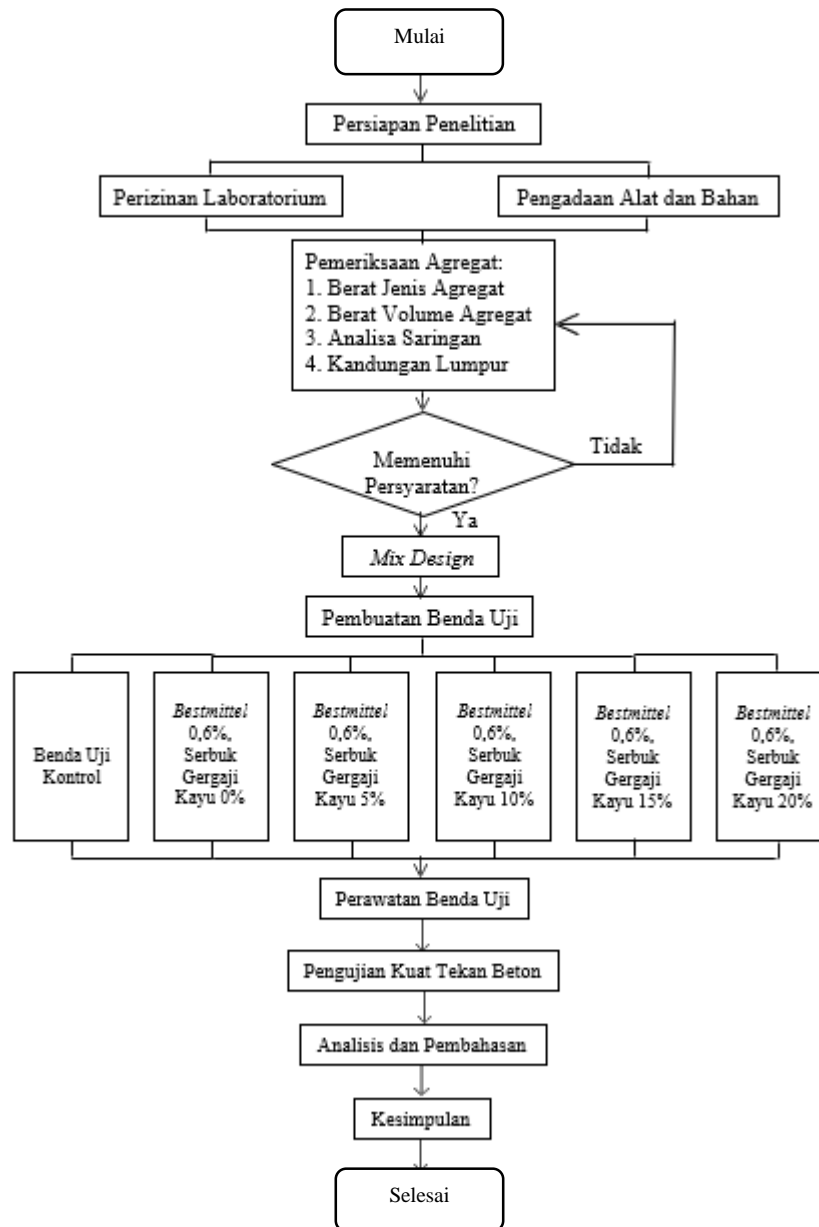 Mulai
Persiapan Penelitian
Perizinan Laboratorium
Pengadaan Alat dan Bahan
Pemeriksaan Agregat:
1. Berat Jenis Agregat
2. Berat Volume Agregat
3. Analisa Saringan
4. Kandungan Lumpur
Memenuhi
Persyaratan?
Tidak
Ya
Mix Design
Pembuatan Benda Uji
Benda Uji
Kontrol
Bestmittel
0,6%,
Serbuk
Gergaji
Kayu 0%
Bestmittel
0,6%,
Serbuk
Gergaji
Kayu 5%
Bestmittel
0,6%,
Serbuk
Gergaji
Kayu 10%
Bestmittel
0,6%,
Serbuk
Gergaji
Kayu 15%
Bestmittel
0,6%,
Serbuk
Gergaji
Kayu 20%
Perawatan Benda Uji
Pengujian Kuat Tekan Beton
Analisis dan Pembahasan
Kesimpulan
Selesai